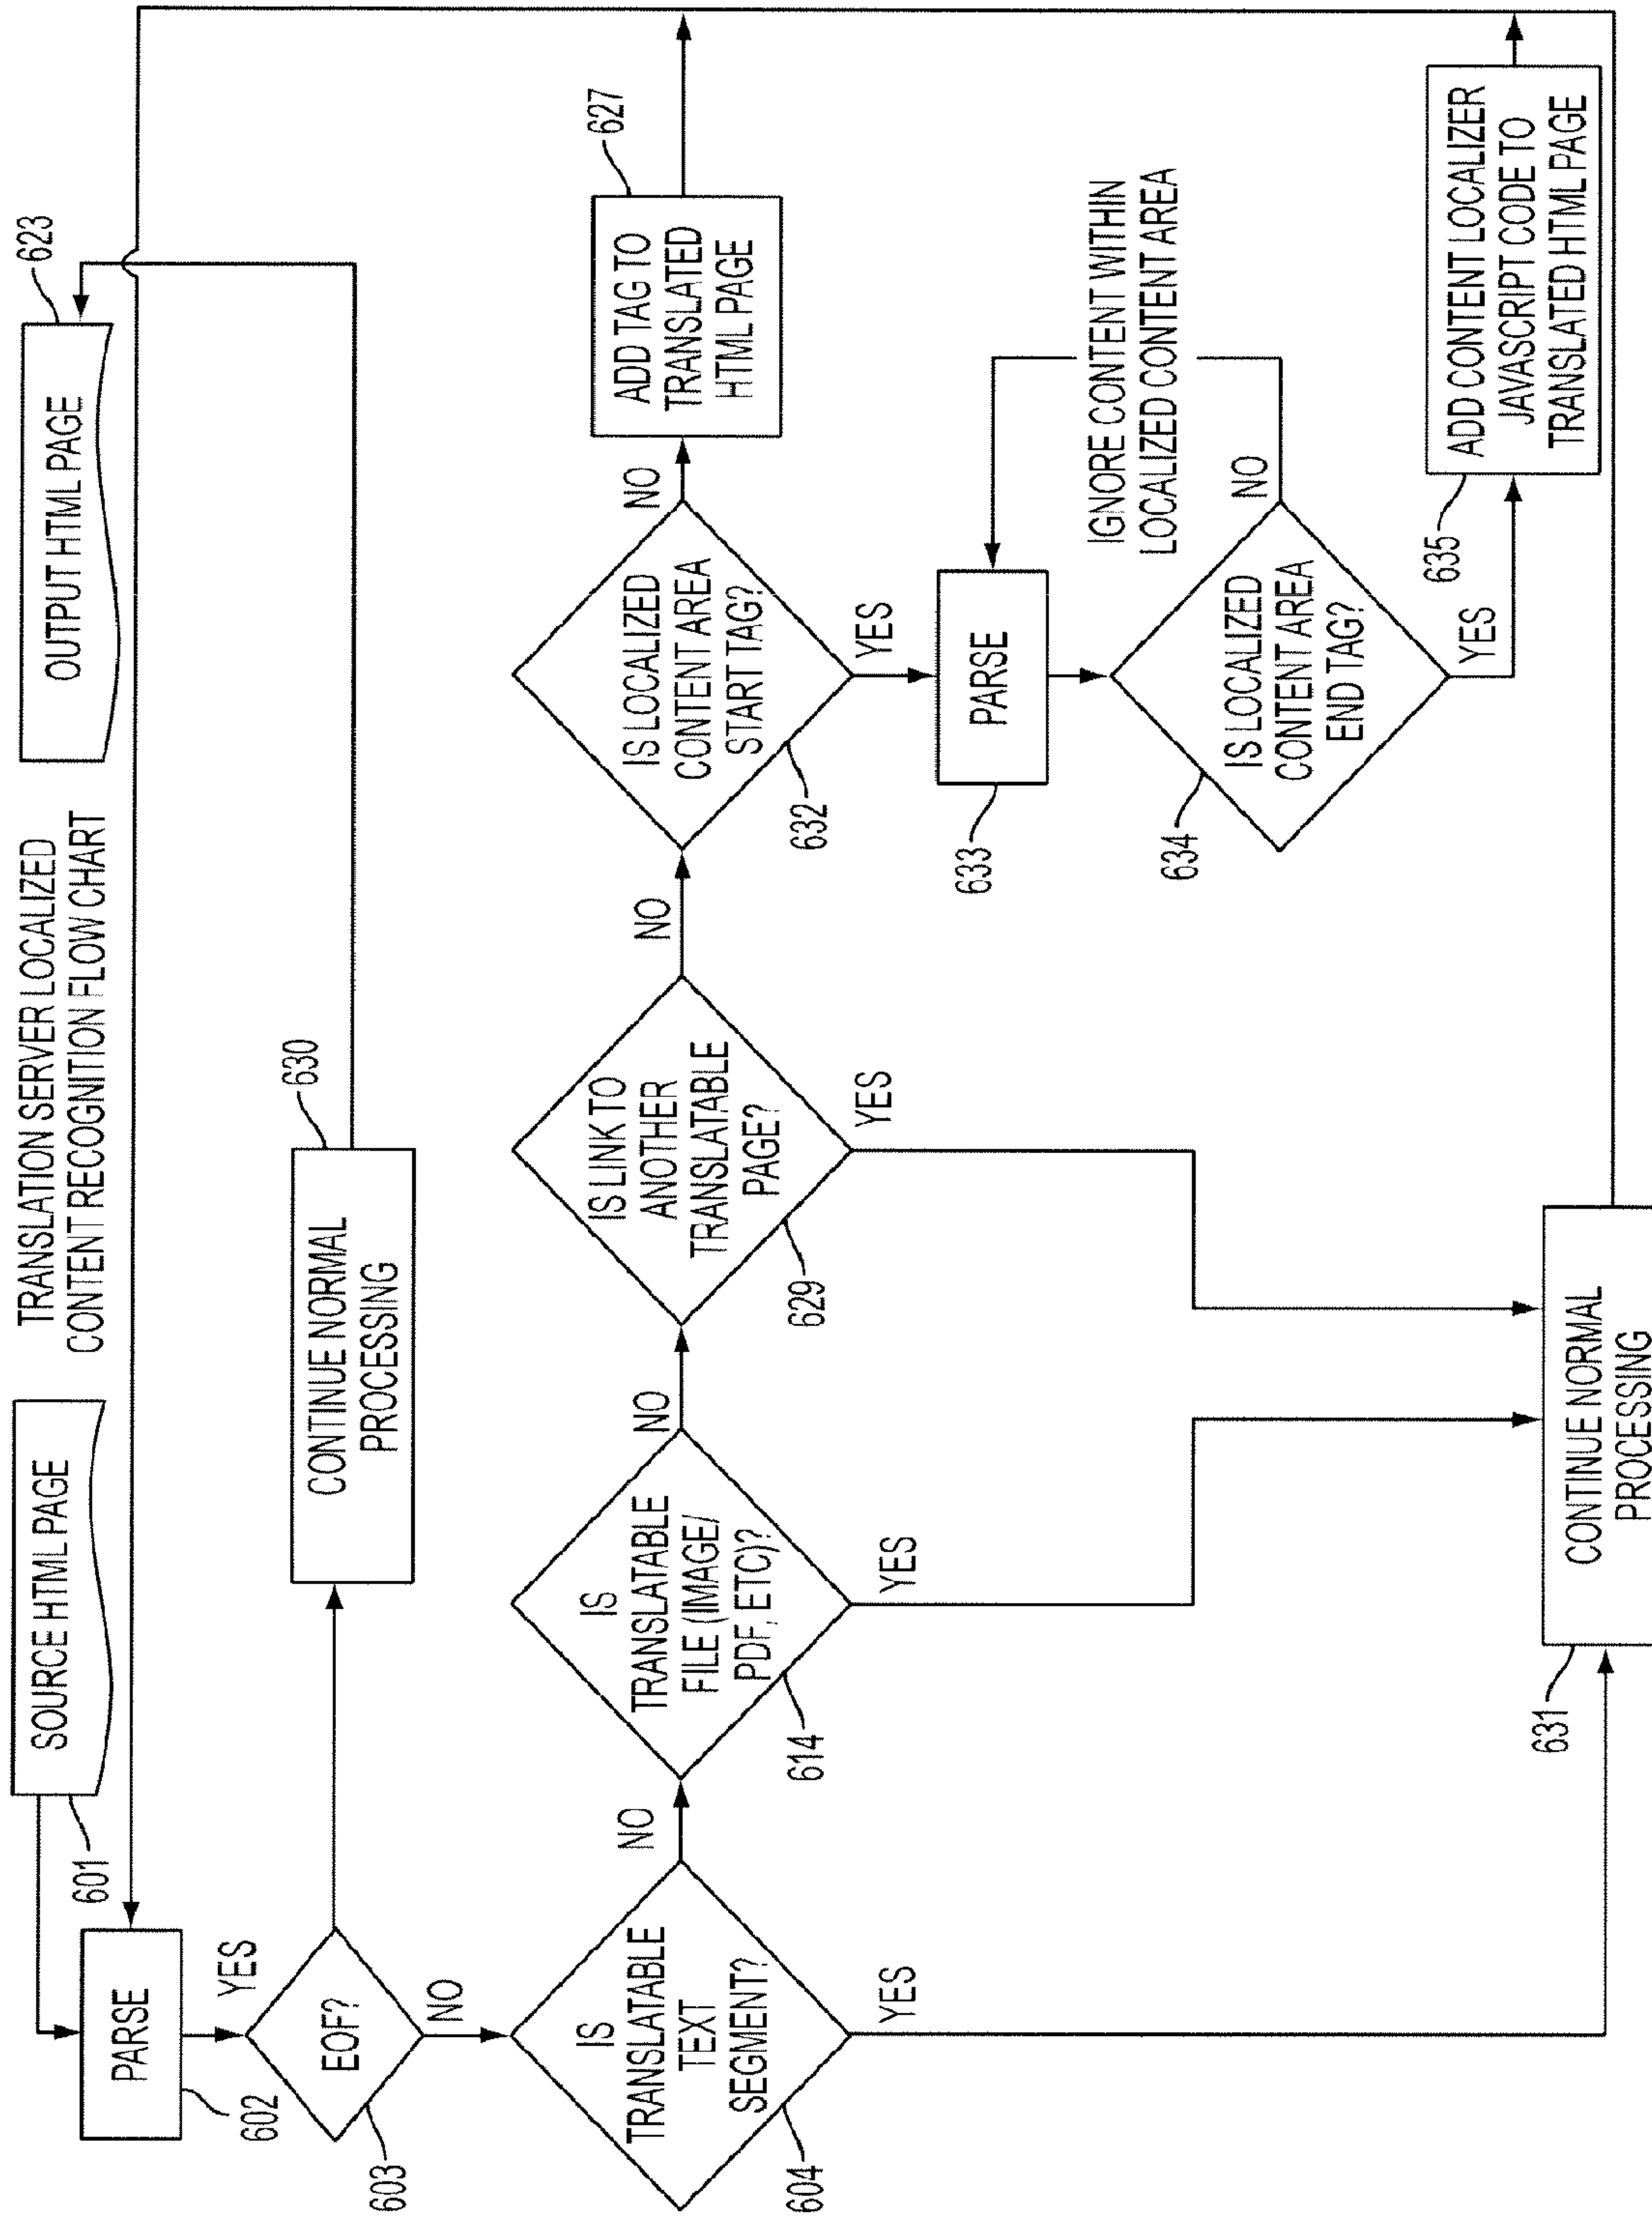 TRANSLATION SERVER LOCALIZED
CONTENT RECOGNITION FLOW CHART
SOURCE HTML PAGE
601
OUTPUT HTML PAGE
623
PARSE
602
YES
EOF?
603
NO
CONTINUE NORMAL
PROCESSING
630
IS
TRANSLATABLE
TEXT
SEGMENT?
604
NO
YES
IS
TRANSLATABLE
FILE (IMAGE/
PDF, ETC)?
614
NO
YES
IS LINK TO
ANOTHER
TRANSLATABLE
PAGE?
629
NO
YES
IS LOCALIZED
CONTENT AREA
START TAG?
632
NO
YES
ADD TAG TO
TRANSLATED
HTML PAGE
627
PARSE
633
IGNORE CONTENT WITHIN
LOCALIZED CONTENT AREA
IS LOCALIZED
CONTENT AREA
END TAG?
634
NO
YES
635
ADD CONTENT LOCALIZER
JAVASCRIPT CODE TO
TRANSLATED HTML PAGE
CONTINUE NORMAL
PROCESSING
631